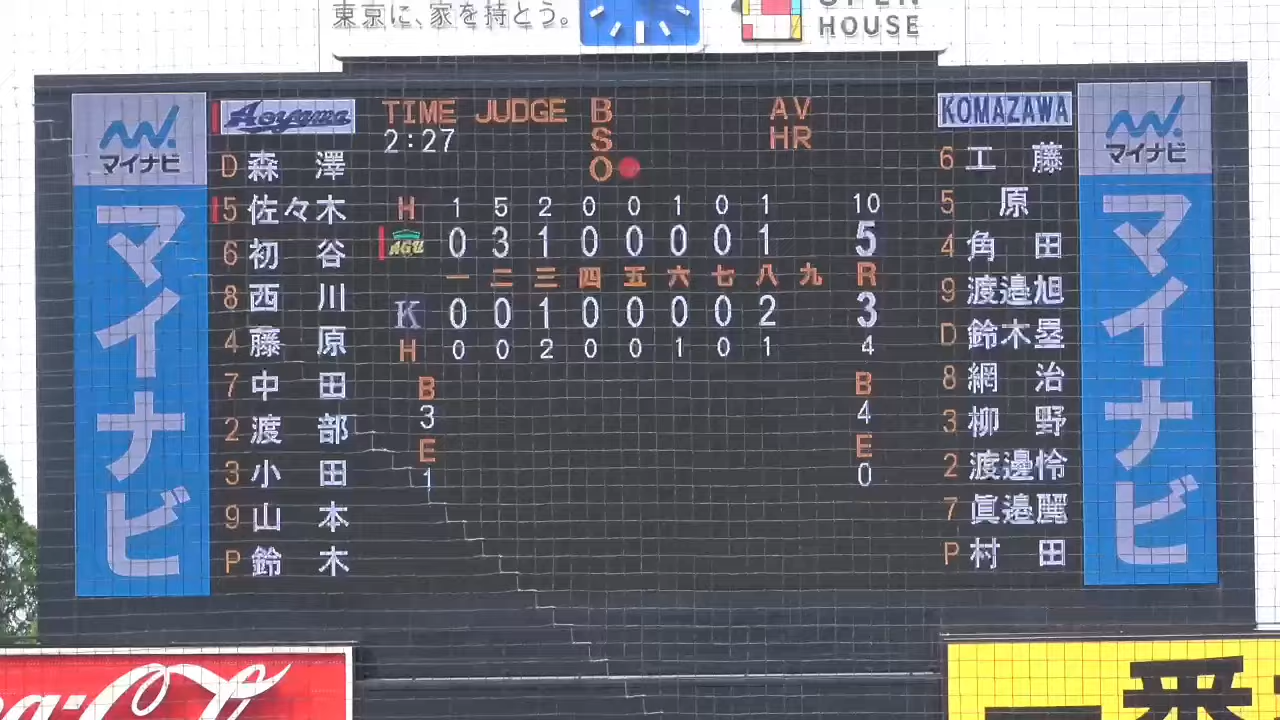 東京に、家を持とう。
HOUSE
マイナビ
マイナビ
Aoyama
TIME JUDGE B AV KOMAZAWA
2:27 S HR
O
D 森澤
5 佐々木
6 初谷
8 西川
4 藤原
7 中田
2 渡部
3 小田
9 山本
P 鈴木
H 1 5 2 0 0 1 0 1 10
AGU 0 3 1 0 0 0 0 1 5
一 二 三 四 五 六 七 八 九 R
K 0 0 1 0 0 0 0 2 3
H 0 0 2 0 0 1 0 1 4
B B
3 4
E E
1 0
6 工藤
5 原
4 角田
9 渡邉旭
D 鈴木塁
8 網治
3 柳野
2 渡邊怜
7 眞邉麗
P 村田
マイナビ
マイナビ